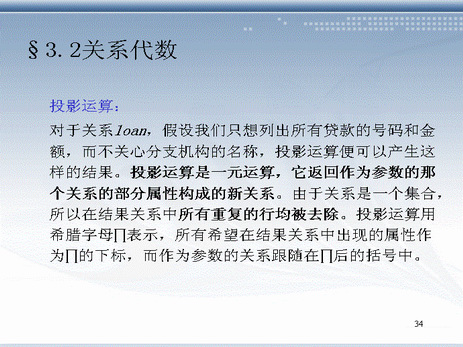 §3.2关系代数
投影运算：
对于关系loan，假设我们只想列出所有贷款的号码和金
额，而不关心分支机构的名称，投影运算便可以产生这
样的结果。投影运算是一元运算，它返回作为参数的那
个关系的部分属性构成的新关系。由于关系是一个集合，
所以在结果关系中所有重复的行均被去除。投影运算用
希腊字母∏表示，所有希望在结果关系中出现的属性作
为∏的下标，而作为参数的关系跟随在∏后的括号中。
34